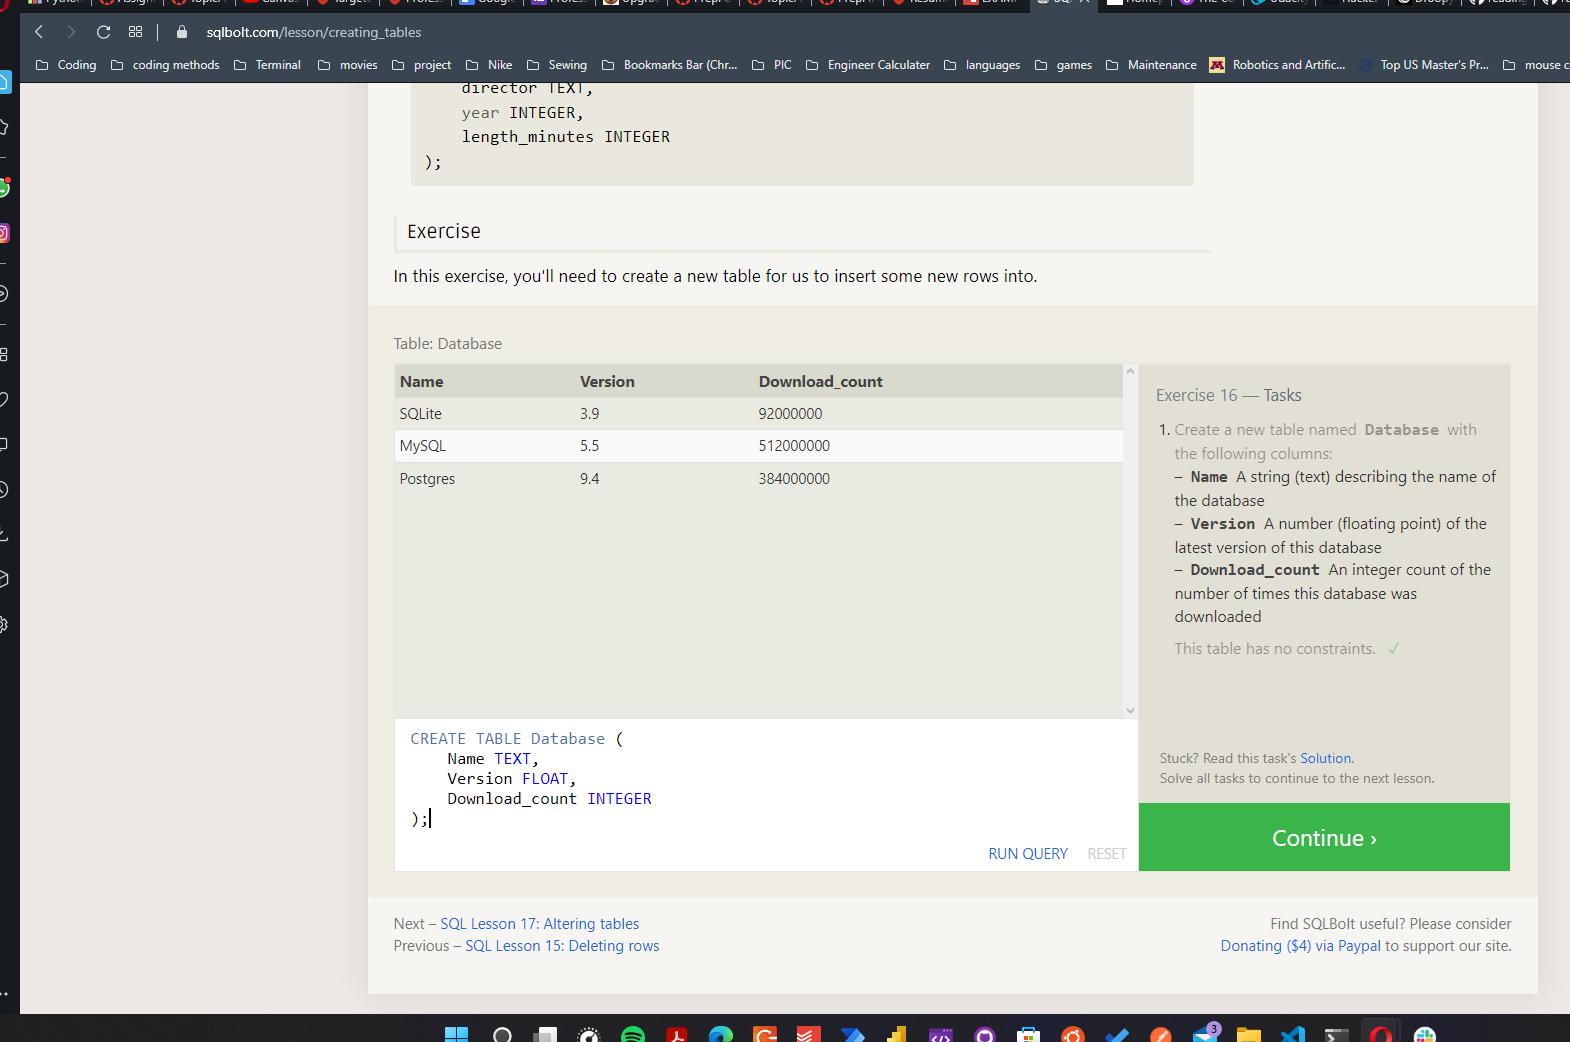 sqlbolt.com/lesson/creating_tables
Coding coding methods Terminal movies project Nike Sewing Bookmarks Bar (Chr... PIC Engineer Calculater languages games Maintenance Robotics and Artific... Top US Master's Pr... mouse c
director TEXT,
year INTEGER,
length_minutes INTEGER
);
Exercise
In this exercise, you'll need to create a new table for us to insert some new rows into.
Table: Database
Name Version Download_count
SQLite 3.9 92000000
MySQL 5.5 512000000
Postgres 9.4 384000000
Exercise 16 — Tasks
1. Create a new table named Database with
the following columns:
– Name A string (text) describing the name of
the database
– Version A number (floating point) of the
latest version of this database
– Download_count An integer count of the
number of times this database was
downloaded
This table has no constraints. ✓
Stuck? Read this task's Solution.
Solve all tasks to continue to the next lesson.
Continue ›
CREATE TABLE Database (
Name TEXT,
Version FLOAT,
Download_count INTEGER
);
RUN QUERY RESET
Next – SQL Lesson 17: Altering tables
Previous – SQL Lesson 15: Deleting rows
Find SQLBolt useful? Please consider
Donating ($4) via Paypal to support our site.
3